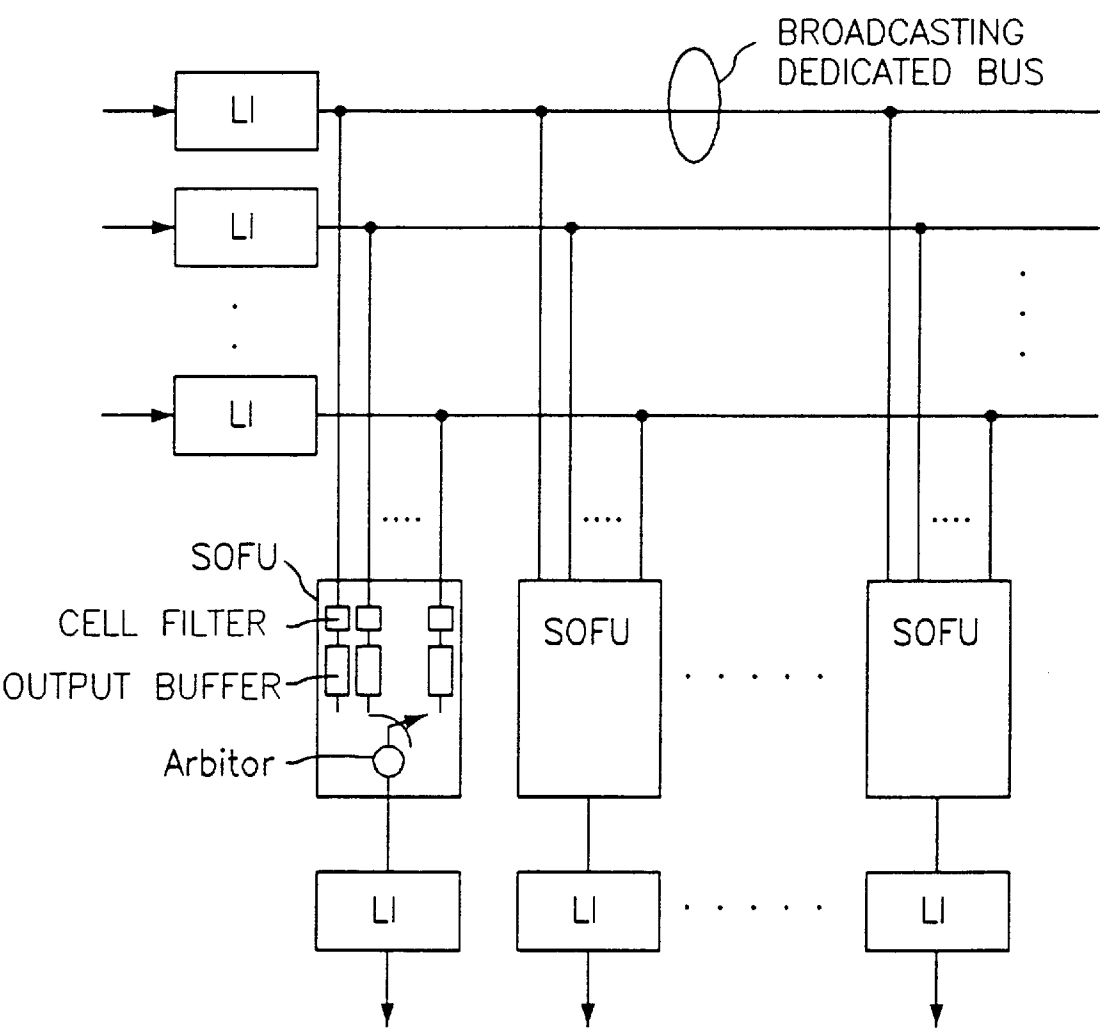 BROADCASTING
DEDICATED BUS
LI
LI
LI
SOFU
CELL FILTER
OUTPUT BUFFER
Arbitor
SOFU
SOFU
LI
LI
LI